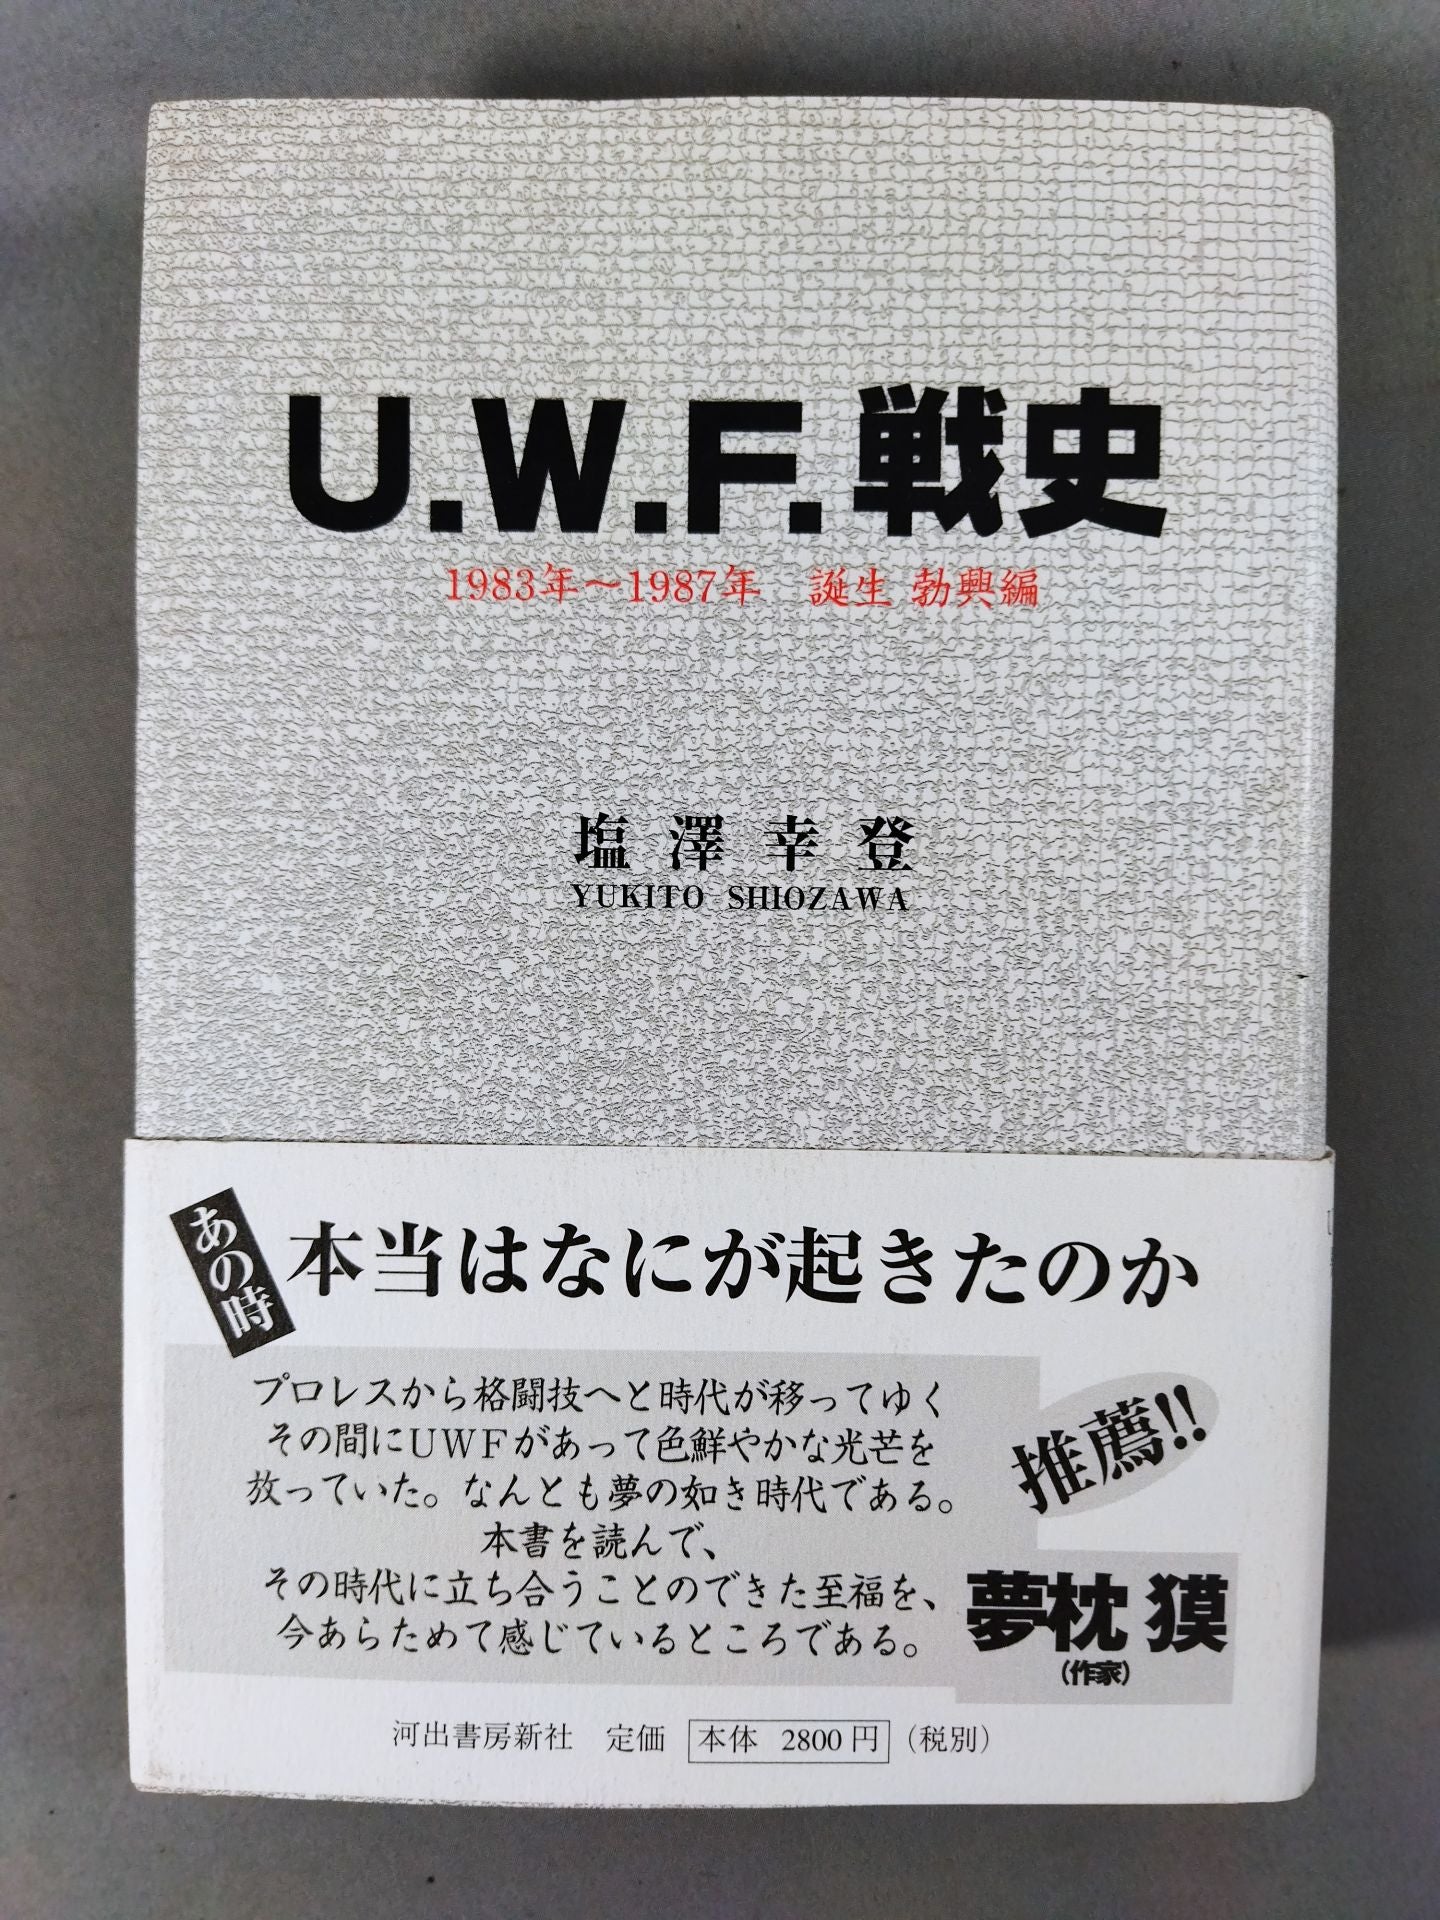 U.W.F.戦史
1983年～1987年　誕生 勃興編
塩澤幸登
YUKITO SHIOZAWA
あの時
本当はなにが起きたのか
プロレスから格闘技へと時代が移ってゆく
その間にUWFがあって色鮮やかな光芒を
放っていた。なんとも夢の如き時代である。
本書を読んで、
その時代に立ち合うことのできた至福を、
今あらためて感じているところである。
推薦!!
夢枕 獏
(作家)
河出書房新社　定価　本体 2800円（税別）